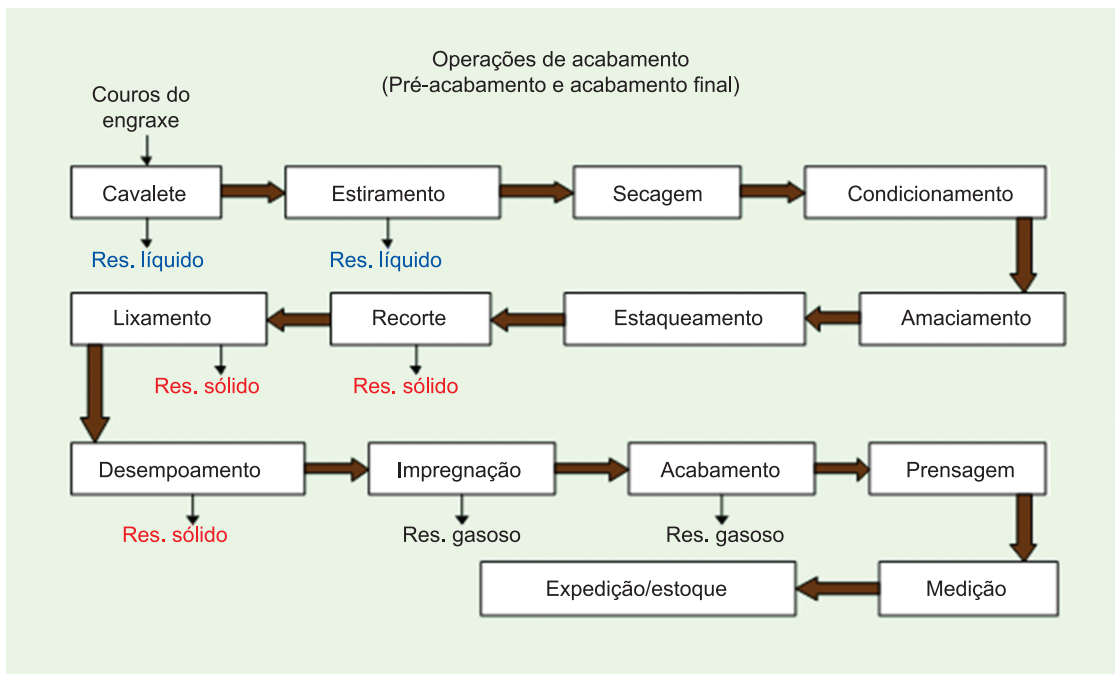 Operações de acabamento
(Pré-acabamento e acabamento final)
Couros do
engraxe
Cavalete
Estiramento
Secagem
Condicionamento
Res. líquido
Res. líquido
Lixamento
Recorte
Estaqueamento
Amaciamento
Res. sólido
Res. sólido
Desempoamento
Impregnação
Acabamento
Prensagem
Res. sólido
Res. gasoso
Res. gasoso
Expedição/estoque
Medição